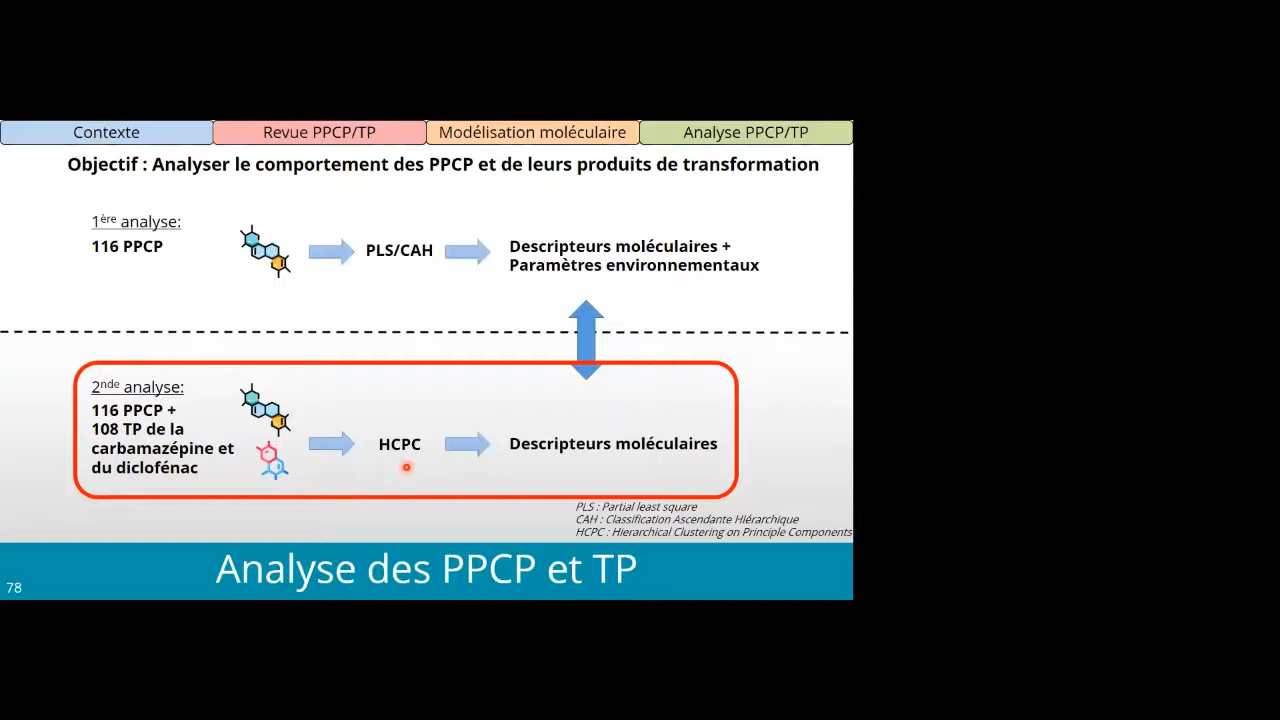 Contexte
Revue PPCP/TP
Modélisation moléculaire
Analyse PPCP/TP
Objectif : Analyser le comportement des PPCP et de leurs produits de transformation
1ère analyse:
116 PPCP
PLS/CAH
Descripteurs moléculaires +
Paramètres environnementaux
2nde analyse:
116 PPCP +
108 TP de la
carbamazépine et
du diclofénac
HCPC
Descripteurs moléculaires
PLS : Partial least square
CAH : Classification Ascendante Hiérarchique
HCPC : Hierarchical Clustering on Principle Components
Analyse des PPCP et TP
78